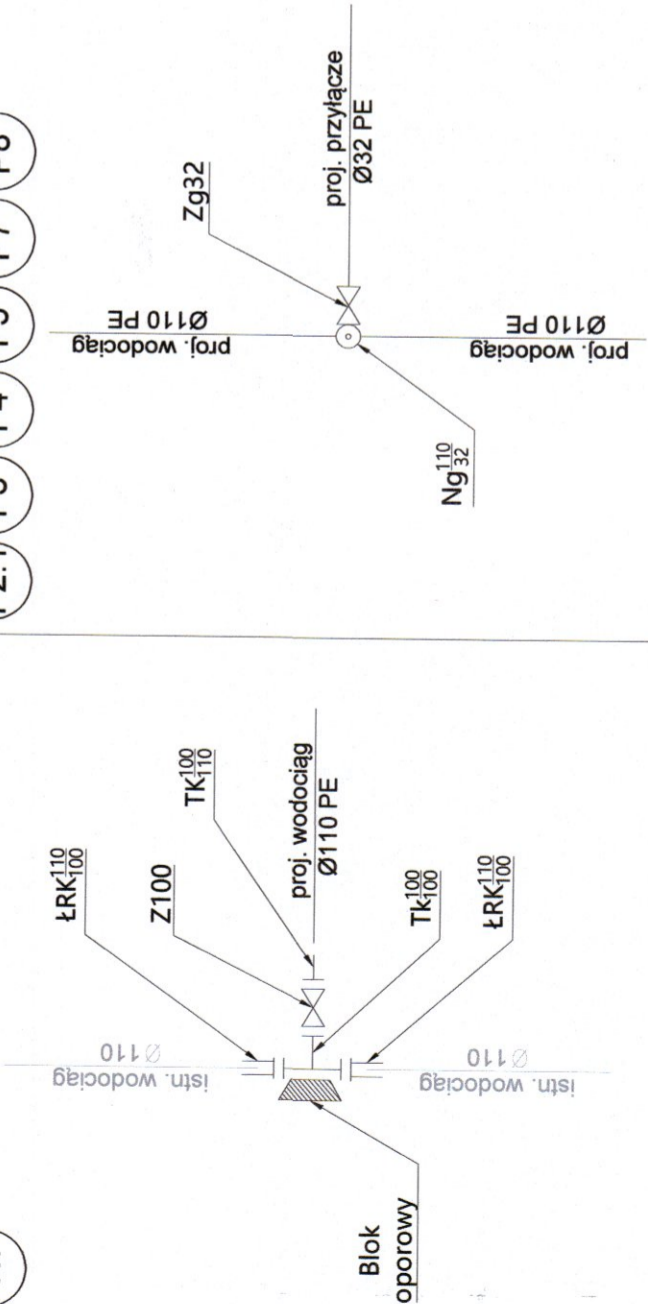 ŁRK110/100
Z100
TK100/110
istn. wodociąg
Ø110
proj. wodociąg
Ø110 PE
Blok
oporowy
istn. wodociąg
Ø110
Tk100/100
ŁRK110/100
Zg32
proj. wodociąg
Ø110 PE
proj. przyłącze
Ø32 PE
proj. wodociąg
Ø110 PE
Ng110/32